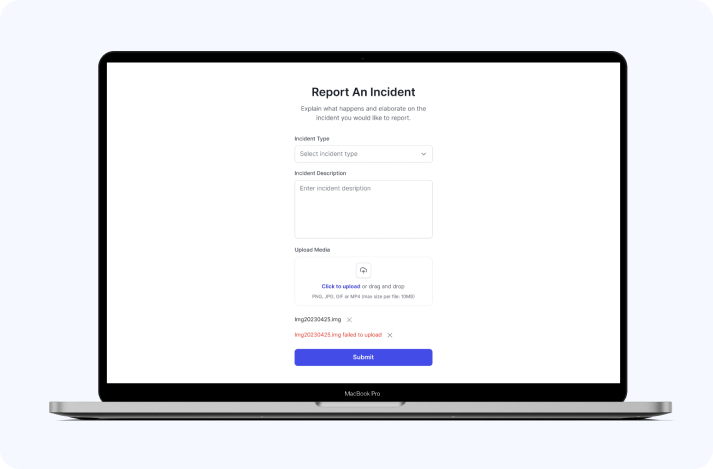 Report An Incident
Explain what happens and elaborate on the
incident you would like to report.
Incident Type
Select incident type
Incident Description
Enter incident desription
Upload Media
Click to upload or drag and drop
PNG, JPG, GIF or MP4 (max size per file: 10MB)
Img20230425.img
Img20230425.img failed to upload
Submit
MacBook Pro